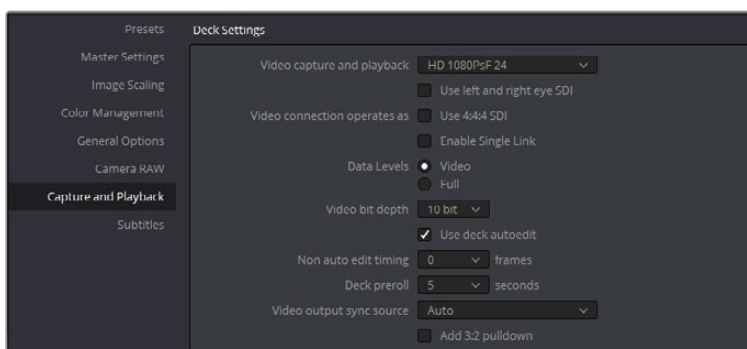 Presets
Master Settings
Image Scaling
Color Management
General Options
Camera RAW
Capture and Playback
Subtitles
Deck Settings
Video capture and playback HD 1080PsF 24
Use left and right eye SDI
Video connection operates as Use 4:4:4 SDI
Enable Single Link
Data Levels Video
Full
Video bit depth 10 bit
Use deck autoedit
Non auto edit timing 0 frames
Deck preroll 5 seconds
Video output sync source Auto
Add 3:2 pulldown